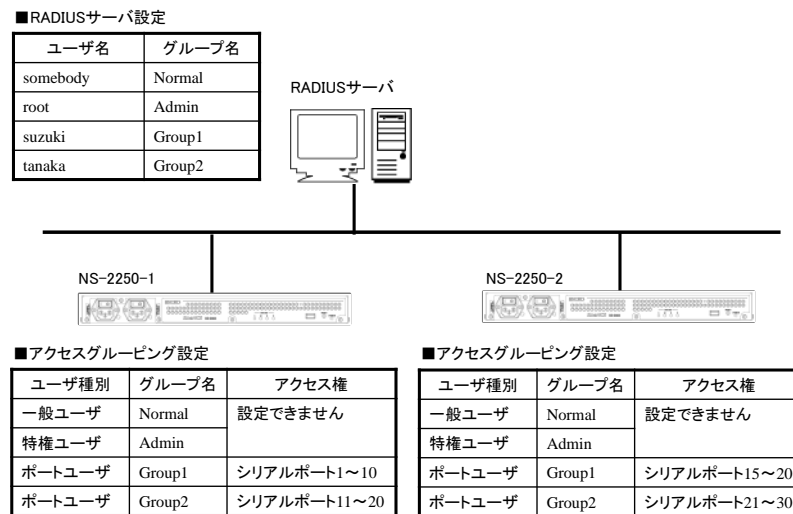 ■RADIUSサーバ設定
ユーザ名 グループ名
somebody Normal
root Admin
suzuki Group1
tanaka Group2
RADIUSサーバ
NS-2250-1
NS-2250-2
■アクセスグルーピング設定
ユーザ種別 グループ名 アクセス権
一般ユーザ Normal 設定できません
特権ユーザ Admin
ポートユーザ Group1 シリアルポート1～10
ポートユーザ Group2 シリアルポート11～20
■アクセスグルーピング設定
ユーザ種別 グループ名 アクセス権
一般ユーザ Normal 設定できません
特権ユーザ Admin
ポートユーザ Group1 シリアルポート15～20
ポートユーザ Group2 シリアルポート21～30